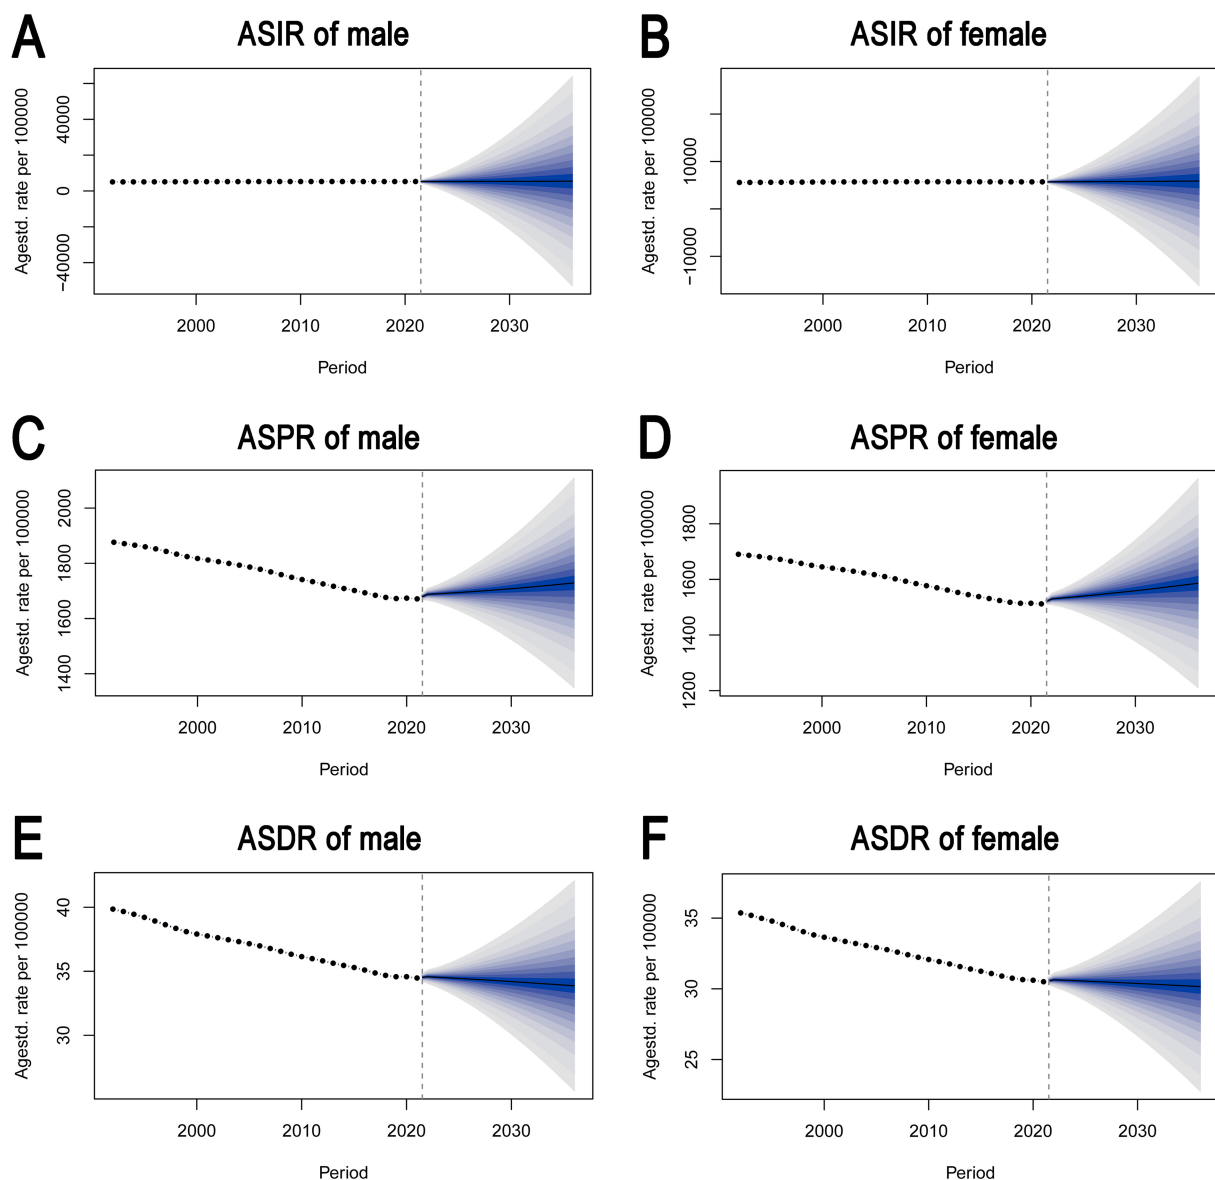 A
ASIR of male
Agestd. rate per 100000
40000
0
−40000
2000 2010 2020 2030
Period
B
ASIR of female
Agestd. rate per 100000
10000
−10000
2000 2010 2020 2030
Period
C
ASPR of male
Agestd. rate per 100000
2000
1800
1600
1400
2000 2010 2020 2030
Period
D
ASPR of female
Agestd. rate per 100000
1800
1600
1400
1200
2000 2010 2020 2030
Period
E
ASDR of male
Agestd. rate per 100000
40
35
30
2000 2010 2020 2030
Period
F
ASDR of female
Agestd. rate per 100000
35
30
25
2000 2010 2020 2030
Period